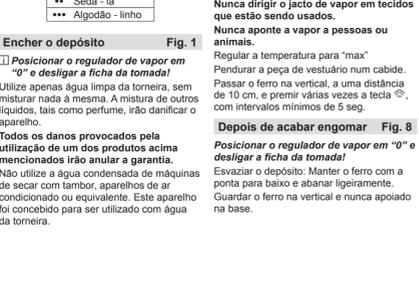 •• Seda - lã
••• Algodão - linho
Encher o depósito Fig. 1
Posicionar o regulador de vapor em
“0” e desligar a ficha da tomada!
Utilize apenas água limpa da torneira, sem
misturar nada à mesma. A mistura de outros
líquidos, tais como perfume, irão danificar o
aparelho.
Todos os danos provocados pela
utilização de um dos produtos acima
mencionados irão anular a garantia.
Não utilize a água condensada de máquinas
de secar com tambor, aparelhos de ar
condicionado ou equivalente. Este aparelho
foi concebido para ser utilizado com água
da torneira.
Nunca dirigir o jacto de vapor em tecidos
que estão sendo usados.
Nunca aponte a vapor a pessoas ou
animais.
Regular a temperatura para “max”
Pendurar a peça de vestuário num cabide.
Passar o ferro na vertical, a uma distância
de 10 cm, e premir várias vezes a tecla ,
com intervalos mínimos de 5 seg.
Depois de acabar engomar Fig. 8
Posicionar o regulador de vapor em “0” e
desligar a ficha da tomada!
Esvaziar o depósito: Manter o ferro com a
ponta para baixo e abanar ligeiramente.
Guardar o ferro na vertical e nunca apoiado
na base.